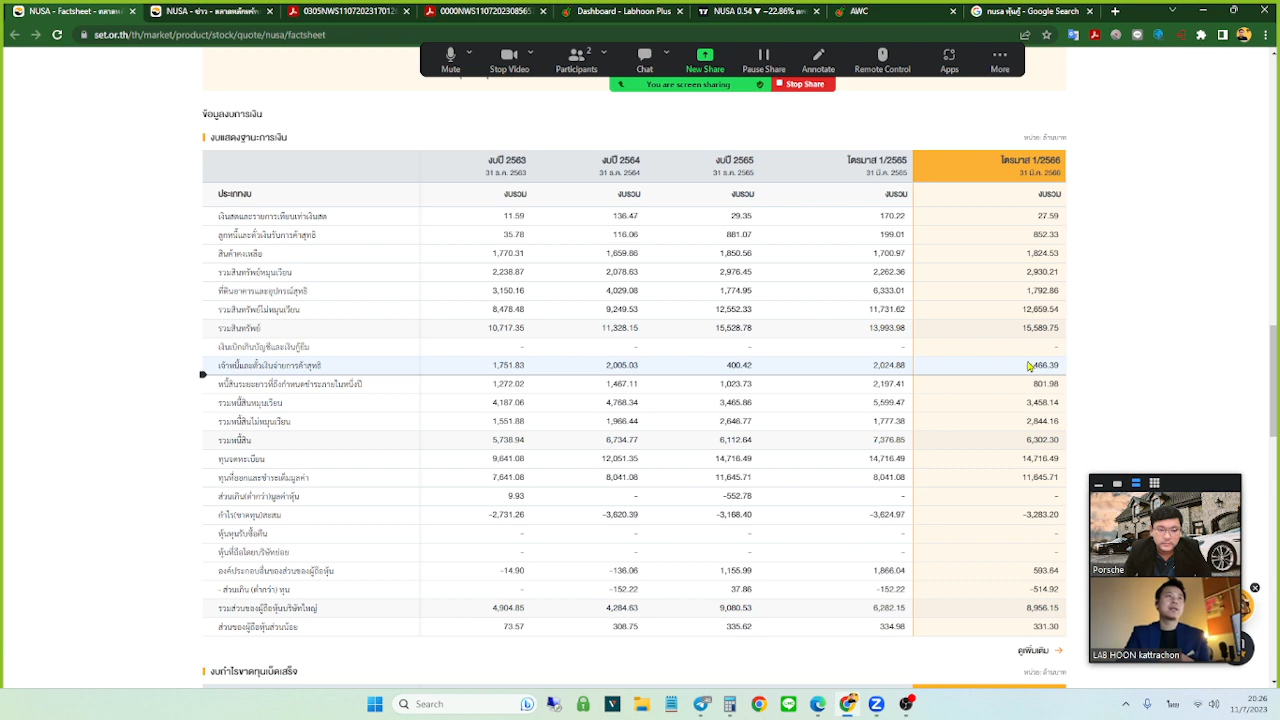 NUSA - Factsheet : ตลาดหลั
NUSA - Factsheet : ตลาดหลั
0305NWS110720231701
0000NWS110720230856
Dashboard - Labhoon Plus
NUSA 0.54 ▼ −22.86% ...
AWC
set.or.th/th/market/product/stock/quote/nusa/factsheet
Mute
Stop Video
2
Participants
Chat
New Share
Pause Share
Annotate
Remote Control
Apps
More
You are screen sharing
Stop Share
ข้อมูลงบการเงิน
งบแสดงฐานะการเงิน หน่วย: ล้านบาท
งบปี 2563 งบปี 2564 งบปี 2565 ไตรมาส 1/2565 ไตรมาส 1/2566
31 ธ.ค. 2563 31 ธ.ค. 2564 31 ธ.ค. 2565 31 มี.ค. 2565 31 มี.ค. 2566
ประเภทงบ งบรวม งบรวม งบรวม งบรวม งบรวม
เงินสดและรายการเทียบเท่าเงินสด 11.59 136.47 29.35 170.22 27.59
ลูกหนี้และตั๋วเงินรับการค้าสุทธิ 35.78 116.06 881.07 199.01 852.33
สินค้าคงเหลือ 1,770.31 1,659.86 1,850.56 1,700.97 1,824.53
รวมสินทรัพย์หมุนเวียน 2,238.87 2,078.63 2,976.45 2,262.36 2,930.21
ที่ดินอาคารและอุปกรณ์สุทธิ 3,150.16 4,029.08 1,774.95 6,333.01 1,792.86
รวมสินทรัพย์ไม่หมุนเวียน 8,478.48 9,249.53 12,552.33 11,731.62 12,659.54
รวมสินทรัพย์ 10,717.35 11,328.15 15,528.78 13,993.98 15,589.75
เงินเบิกเกินบัญชีและเงินกู้ยืม - - - - -
เจ้าหนี้และตั๋วเงินจ่ายการค้าสุทธิ 1,751.83 2,005.03 400.42 2,024.88 466.39
หนี้สินระยะยาวที่ถึงกำหนดชำระภายในหนึ่งปี 1,272.02 1,467.11 1,023.73 2,197.41 801.98
รวมหนี้สินหมุนเวียน 4,187.06 4,768.34 3,465.86 5,599.47 3,458.14
รวมหนี้สินไม่หมุนเวียน 1,551.88 1,966.44 2,646.77 1,777.38 2,844.16
รวมหนี้สิน 5,738.94 6,734.77 6,112.64 7,376.85 6,302.30
ทุนจดทะเบียน 9,641.08 12,051.35 14,716.49 14,716.49 14,716.49
ทุนที่ออกและชำระเต็มมูลค่า 7,641.08 8,041.08 11,645.71 8,041.08 11,645.71
ส่วนเกิน(ต่ำกว่า)มูลค่าหุ้น 9.93 - -552.78 - -
กำไร(ขาดทุน)สะสม -2,731.26 -3,620.39 -3,168.40 -3,624.97 -3,283.20
หุ้นทุนรับซื้อคืน - - - - -
หุ้นที่ถือโดยบริษัทย่อย - - - - -
องค์ประกอบอื่นของส่วนของผู้ถือหุ้น -14.90 -136.06 1,155.99 1,866.04 593.64
- ส่วนเกิน (ต่ำกว่า) ทุน - -152.22 37.86 -152.22 -514.92
รวมส่วนของผู้ถือหุ้นบริษัทใหญ่ 4,904.85 4,284.63 9,080.53 6,282.15 8,956.15
ส่วนของผู้ถือหุ้นส่วนน้อย 73.57 308.75 335.62 334.98 331.30
ดูเพิ่มเติม
งบกำไรขาดทุนเบ็ดเสร็จ หน่วย: ล้านบาท
Porsche
LAB HOON kattrachon
Search
20:26
11/7/2023